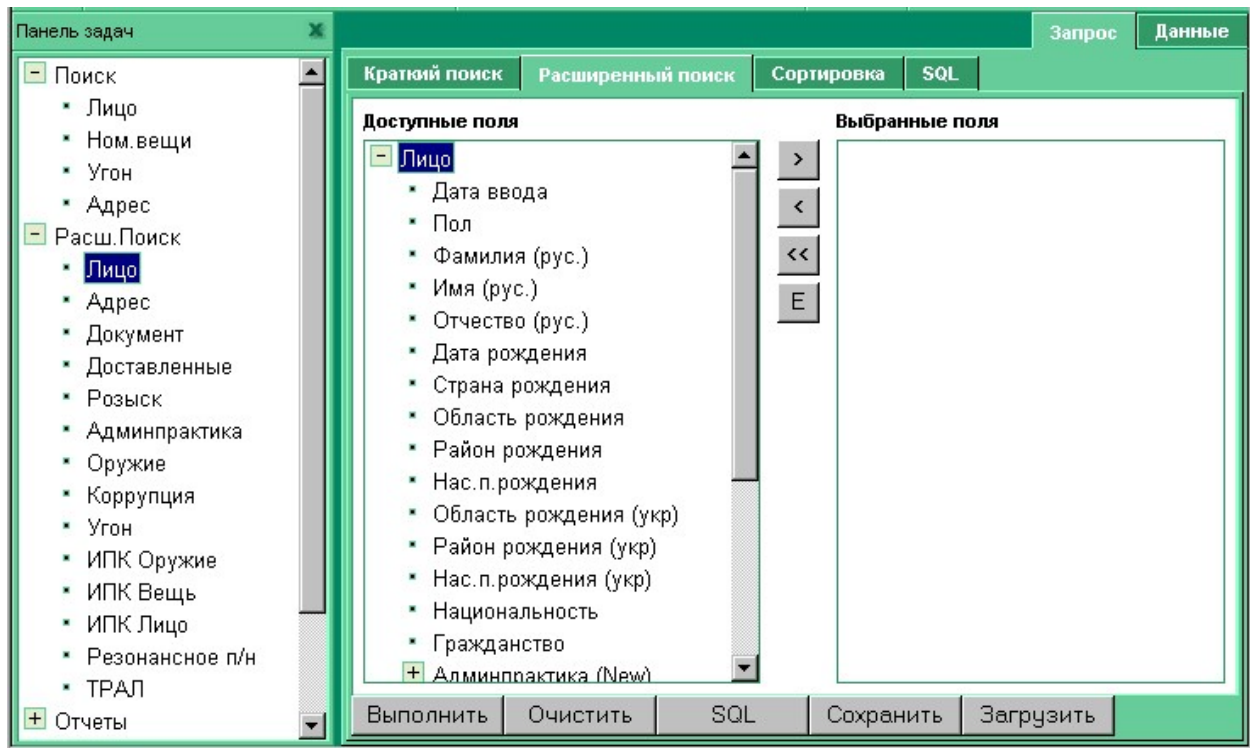 Панель задач
Запрос
Данные
Поиск
Лицо
Ном.вещи
Угон
Адрес
Расш.Поиск
Лицо
Адрес
Документ
Доставленные
Розыск
Админпрактика
Оружие
Коррупция
Угон
ИПК Оружие
ИПК Вещь
ИПК Лицо
Резонансное п/н
ТРАЛ
Отчеты
Краткий поиск
Расширенный поиск
Сортировка
SQL
Доступные поля
Лицо
Дата ввода
Пол
Фамилия (рус.)
Имя (рус.)
Отчество (рус.)
Дата рождения
Страна рождения
Область рождения
Район рождения
Нас.п.рождения
Область рождения (укр)
Район рождения (укр)
Нас.п.рождения (укр)
Национальность
Гражданство
Админпрактика (New)
>
<
<<
E
Выбранные поля
Выполнить
Очистить
SQL
Сохранить
Загрузить